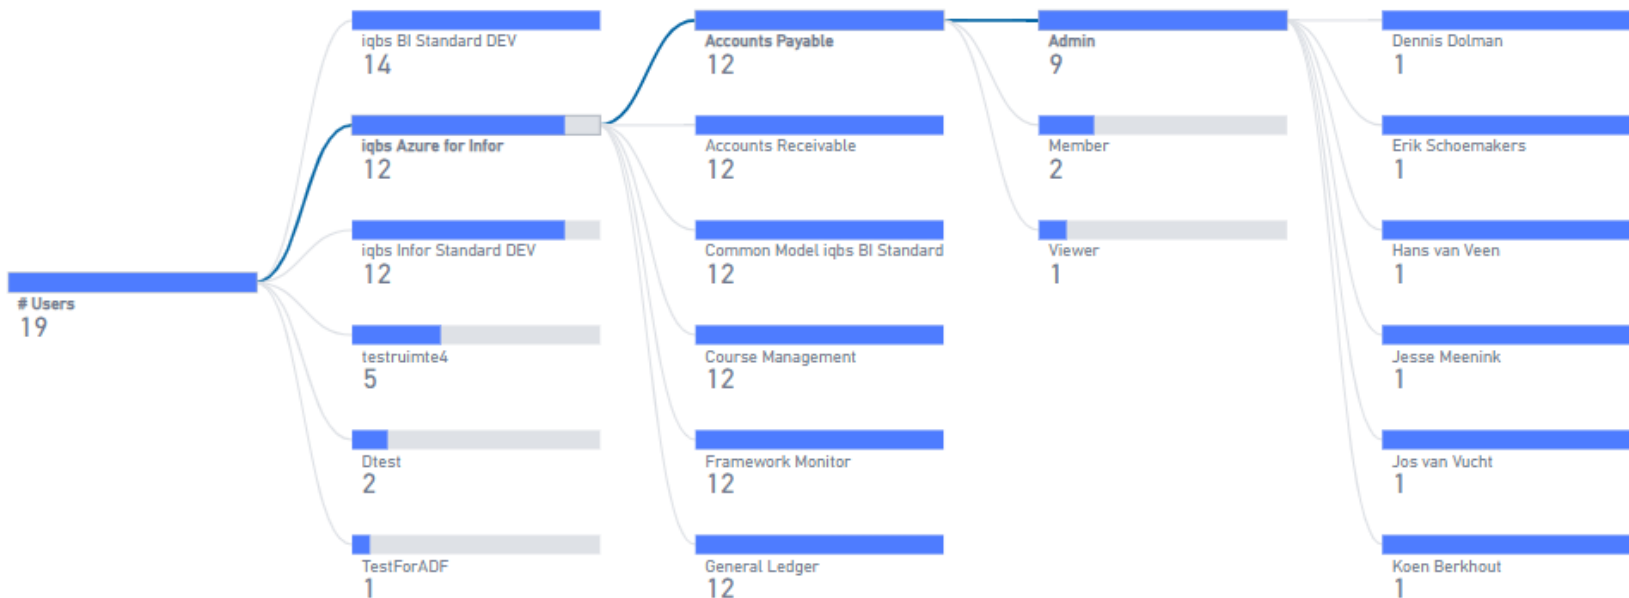 # Users
19
iqbs BI Standard DEV
14
iqbs Azure for Infor
12
iqbs Infor Standard DEV
12
testruimte4
5
Dtest
2
TestForADF
1
Accounts Payable
12
Accounts Receivable
12
Common Model iqbs BI Standard
12
Course Management
12
Framework Monitor
12
General Ledger
12
Admin
9
Member
2
Viewer
1
Dennis Dolman
1
Erik Schoemakers
1
Hans van Veen
1
Jesse Meenink
1
Jos van Vucht
1
Koen Berkhout
1